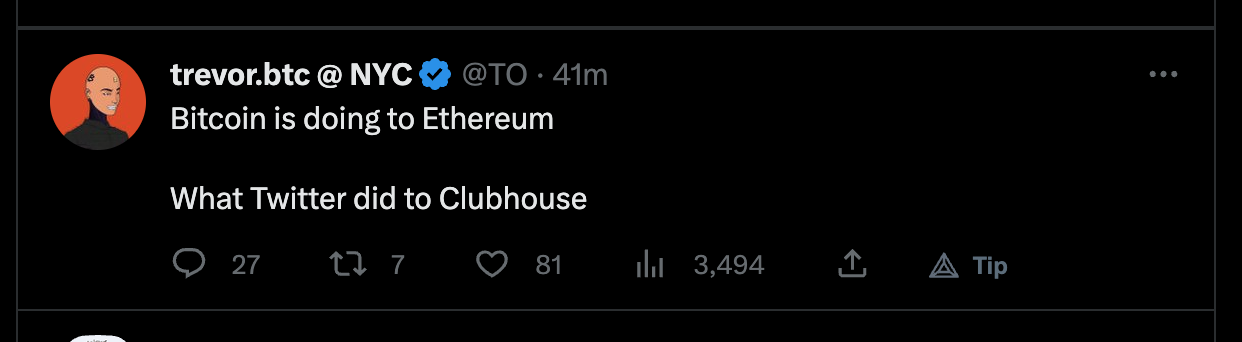 trevor.btc @ NYC @TO · 41m
Bitcoin is doing to Ethereum
What Twitter did to Clubhouse
27 7 81 3,494 Tip